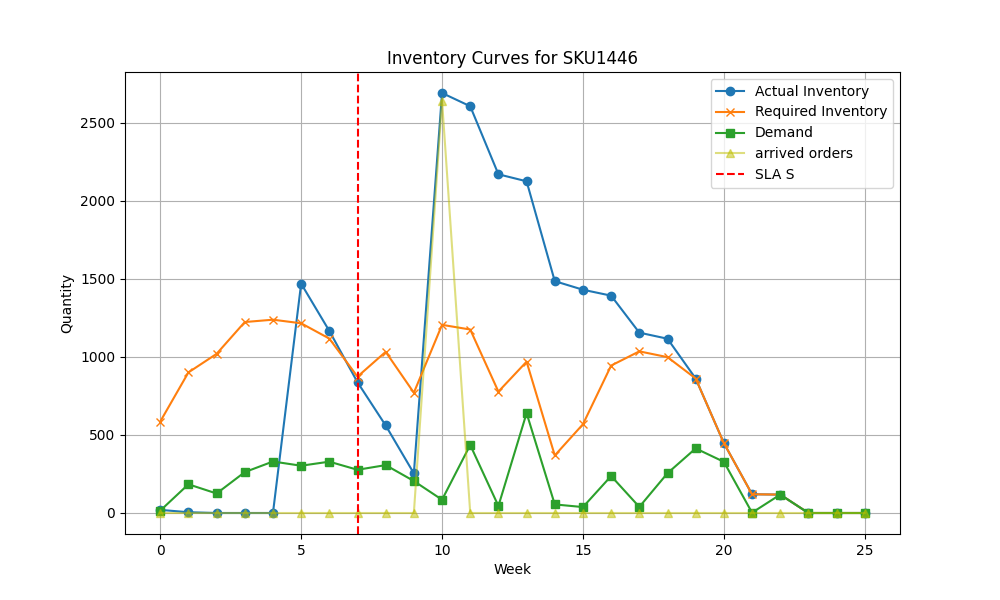 Inventory Curves for SKU1446
Actual Inventory
Required Inventory
Demand
arrived orders
SLA S
Quantity
2500
2000
1500
1000
500
0
0 5 10 15 20 25
Week